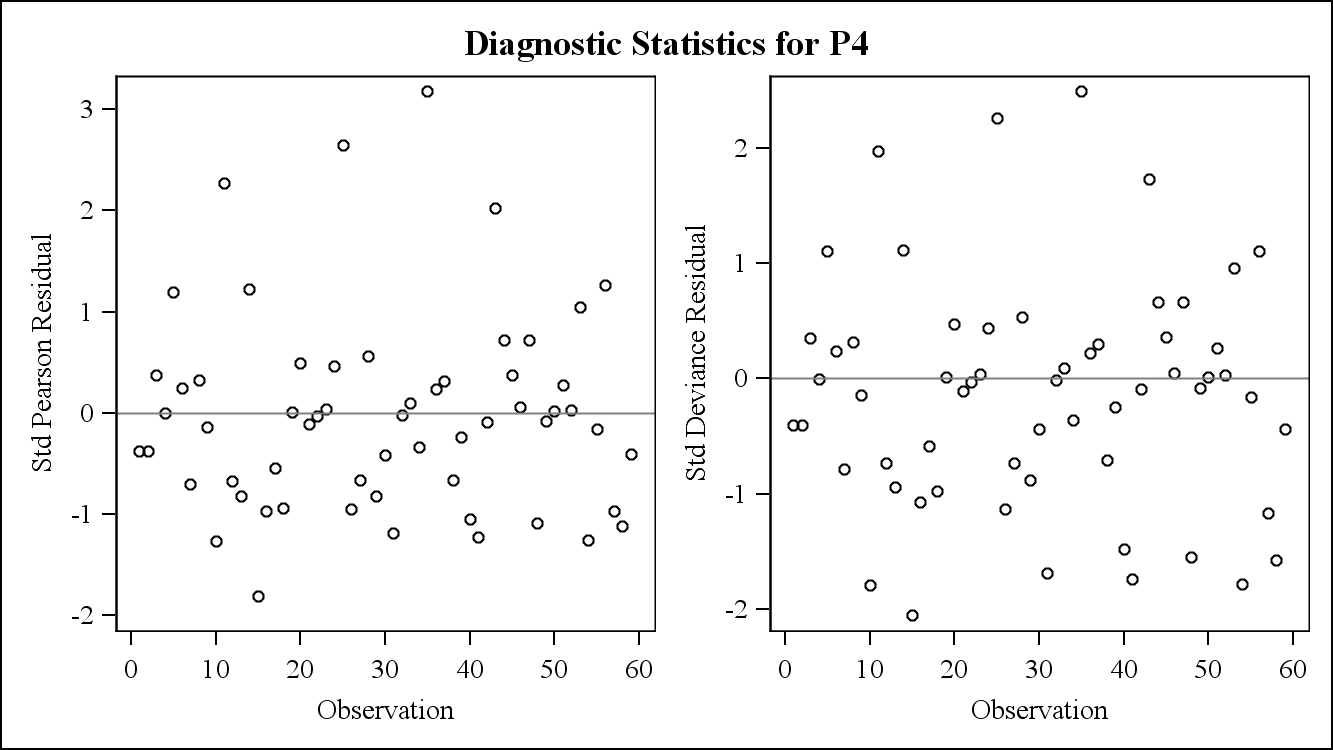 Diagnostic Statistics for P4
Std Pearson Residual
3
2
1
0
-1
-2
0 10 20 30 40 50 60
Observation
Std Deviance Residual
2
1
0
-1
-2
0 10 20 30 40 50 60
Observation